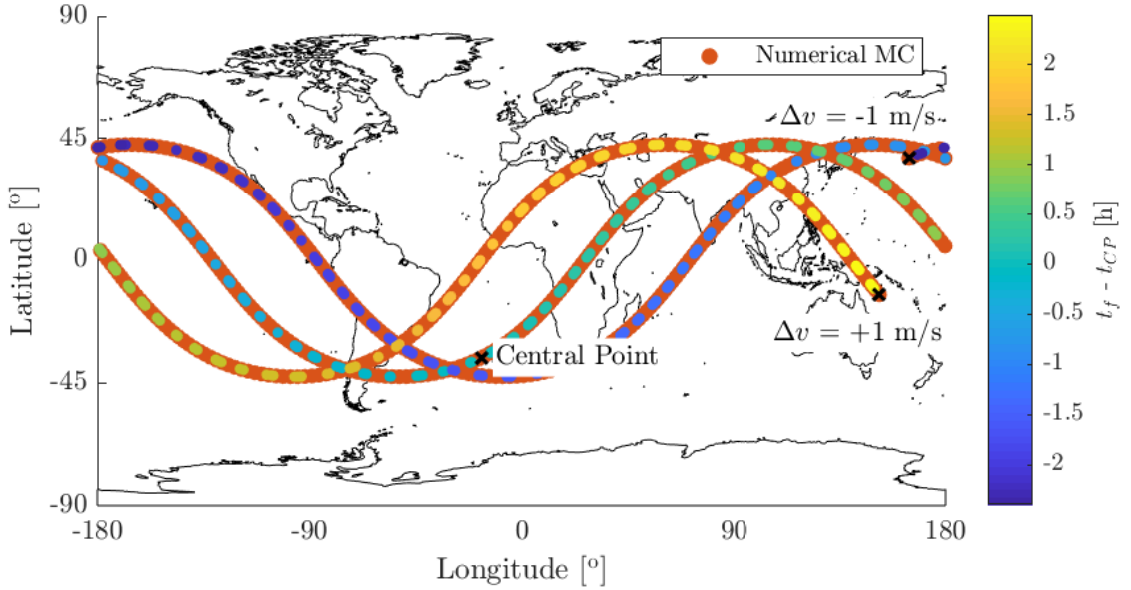 90
45
0
-45
-90
Latitude [º]
-180
-90
0
90
180
Longitude [º]
Numerical MC
Δv = -1 m/s
Δv = +1 m/s
Central Point
2
1.5
1
0.5
0
-0.5
-1
-1.5
-2
t_f - t_CP [h]